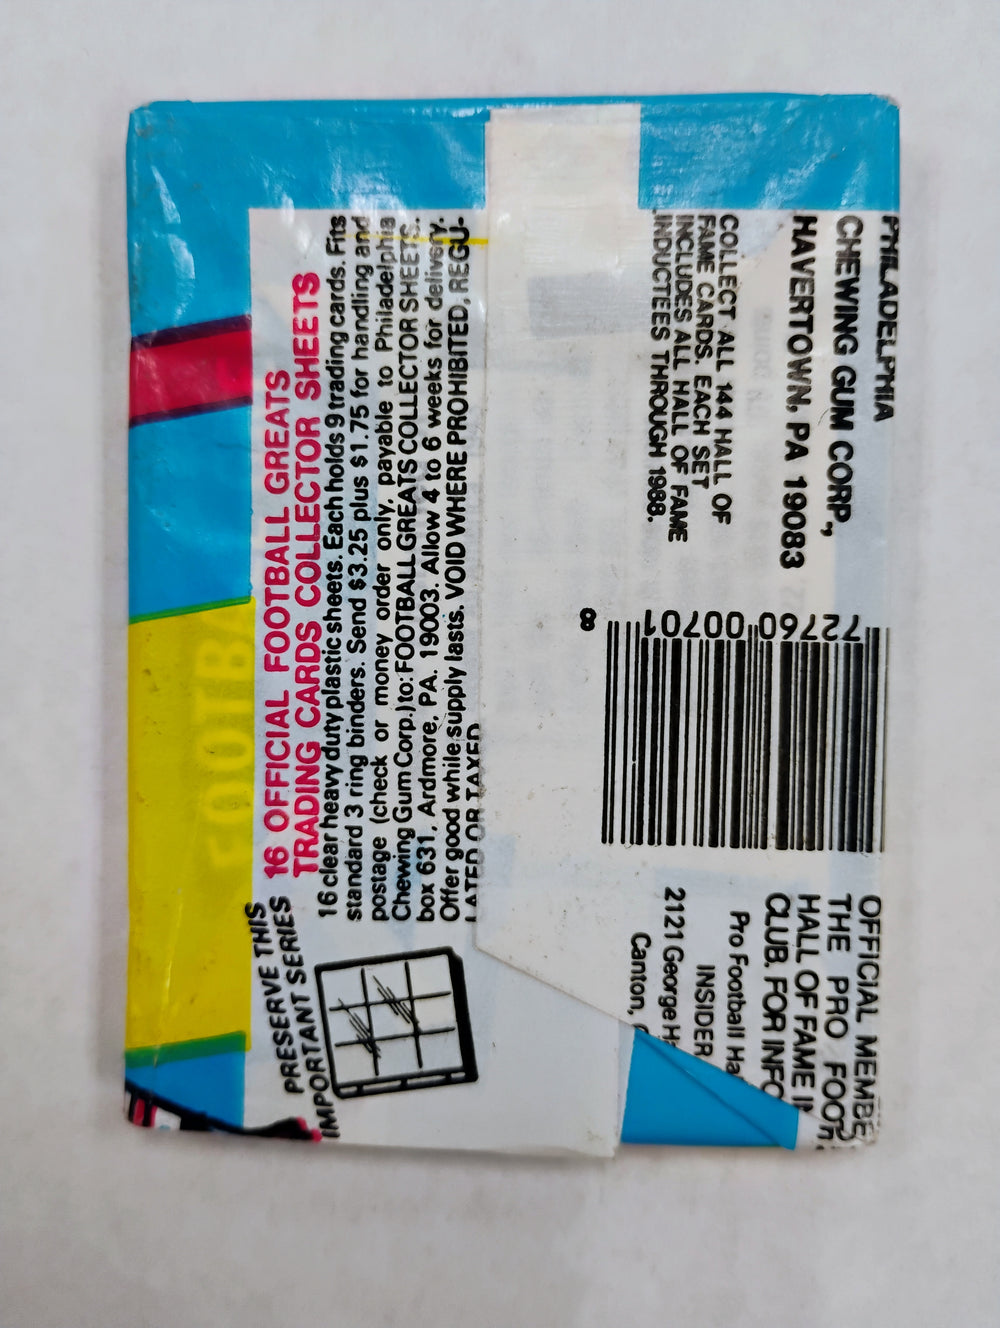 PRESERVE THIS
IMPORTANT SERIES
16 OFFICIAL FOOTBALL GREATS
TRADING CARDS COLLECTOR SHEETS
16 clear heavy duty plastic sheets. Each holds 9 trading cards. Fits
standard 3 ring binders. Send $3.25 plus $1.75 for handling and
postage (check or money order only, payable to Philadelphia
Chewing Gum Corp.) to: FOOTBALL GREATS COLLECTOR SHEETS,
box 631, Ardmore, PA. 19003. Allow 4 to 6 weeks for delivery.
Offer good while supply lasts. VOID WHERE PROHIBITED, REGU-
LATED OR TAXED
PHILADELPHIA
CHEWING GUM CORP.,
HAVERTOWN, PA 19083
COLLECT ALL 144 HALL OF
FAME CARDS. EACH SET
INCLUDES ALL HALL OF FAME
INDUCTEES THROUGH 1988.
72760 00701
8
OFFICIAL MEMBE
THE PRO FOOT
HALL OF FAME IN
CLUB. FOR INFO
Pro Football Ha
INSIDER
2121 George H
Canton,
FOOTBA